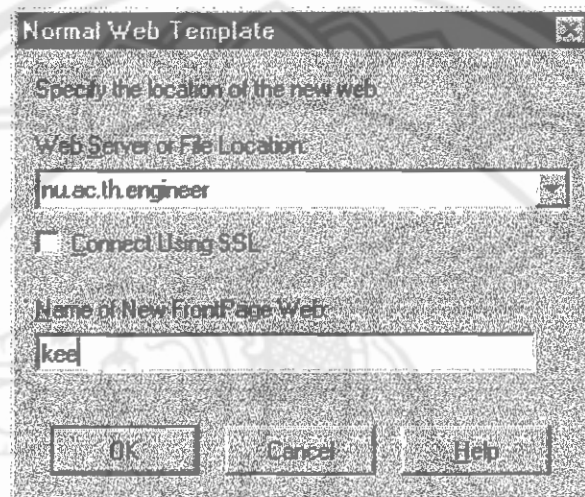 Normal Web Template
Specify the location of the new web.
Web Server or File Location:
nu.ac.th.engineer
Connect Using SSL
Name of New FrontPage Web:
kee
OK Cancel Help